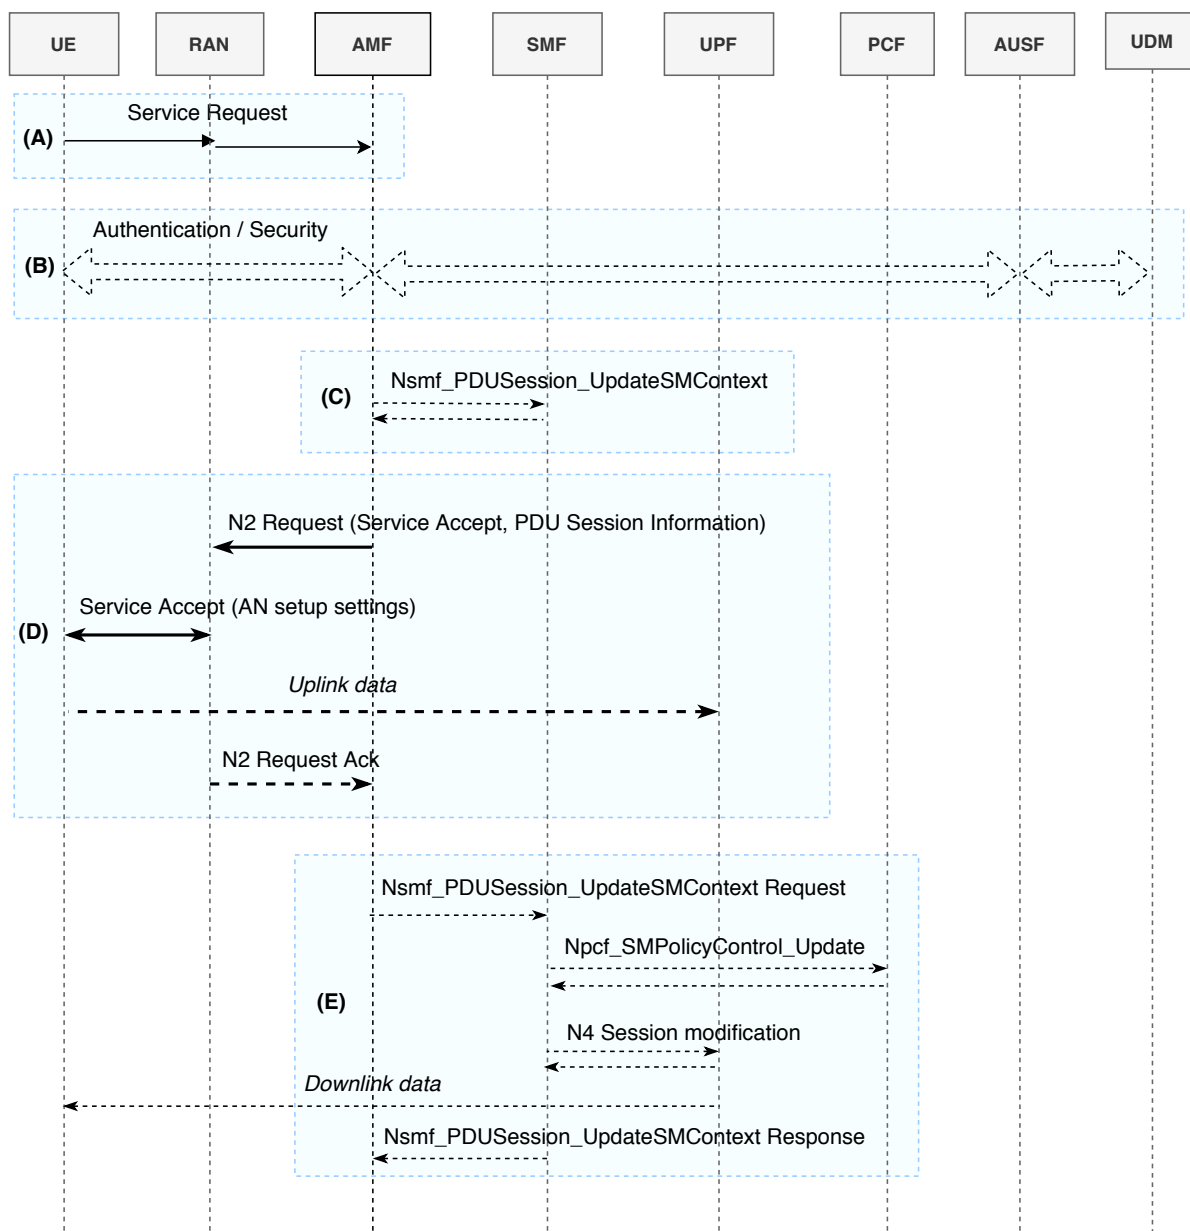 UE RAN AMF SMF UPF PCF AUSF UDM
Service Request
(A)
Authentication / Security
(B)
Nsmf_PDUSession_UpdateSMContext
(C)
N2 Request (Service Accept, PDU Session Information)
Service Accept (AN setup settings)
(D)
Uplink data
N2 Request Ack
Nsmf_PDUSession_UpdateSMContext Request
Npcf_SMPolicyControl_Update
(E)
N4 Session modification
Downlink data
Nsmf_PDUSession_UpdateSMContext Response